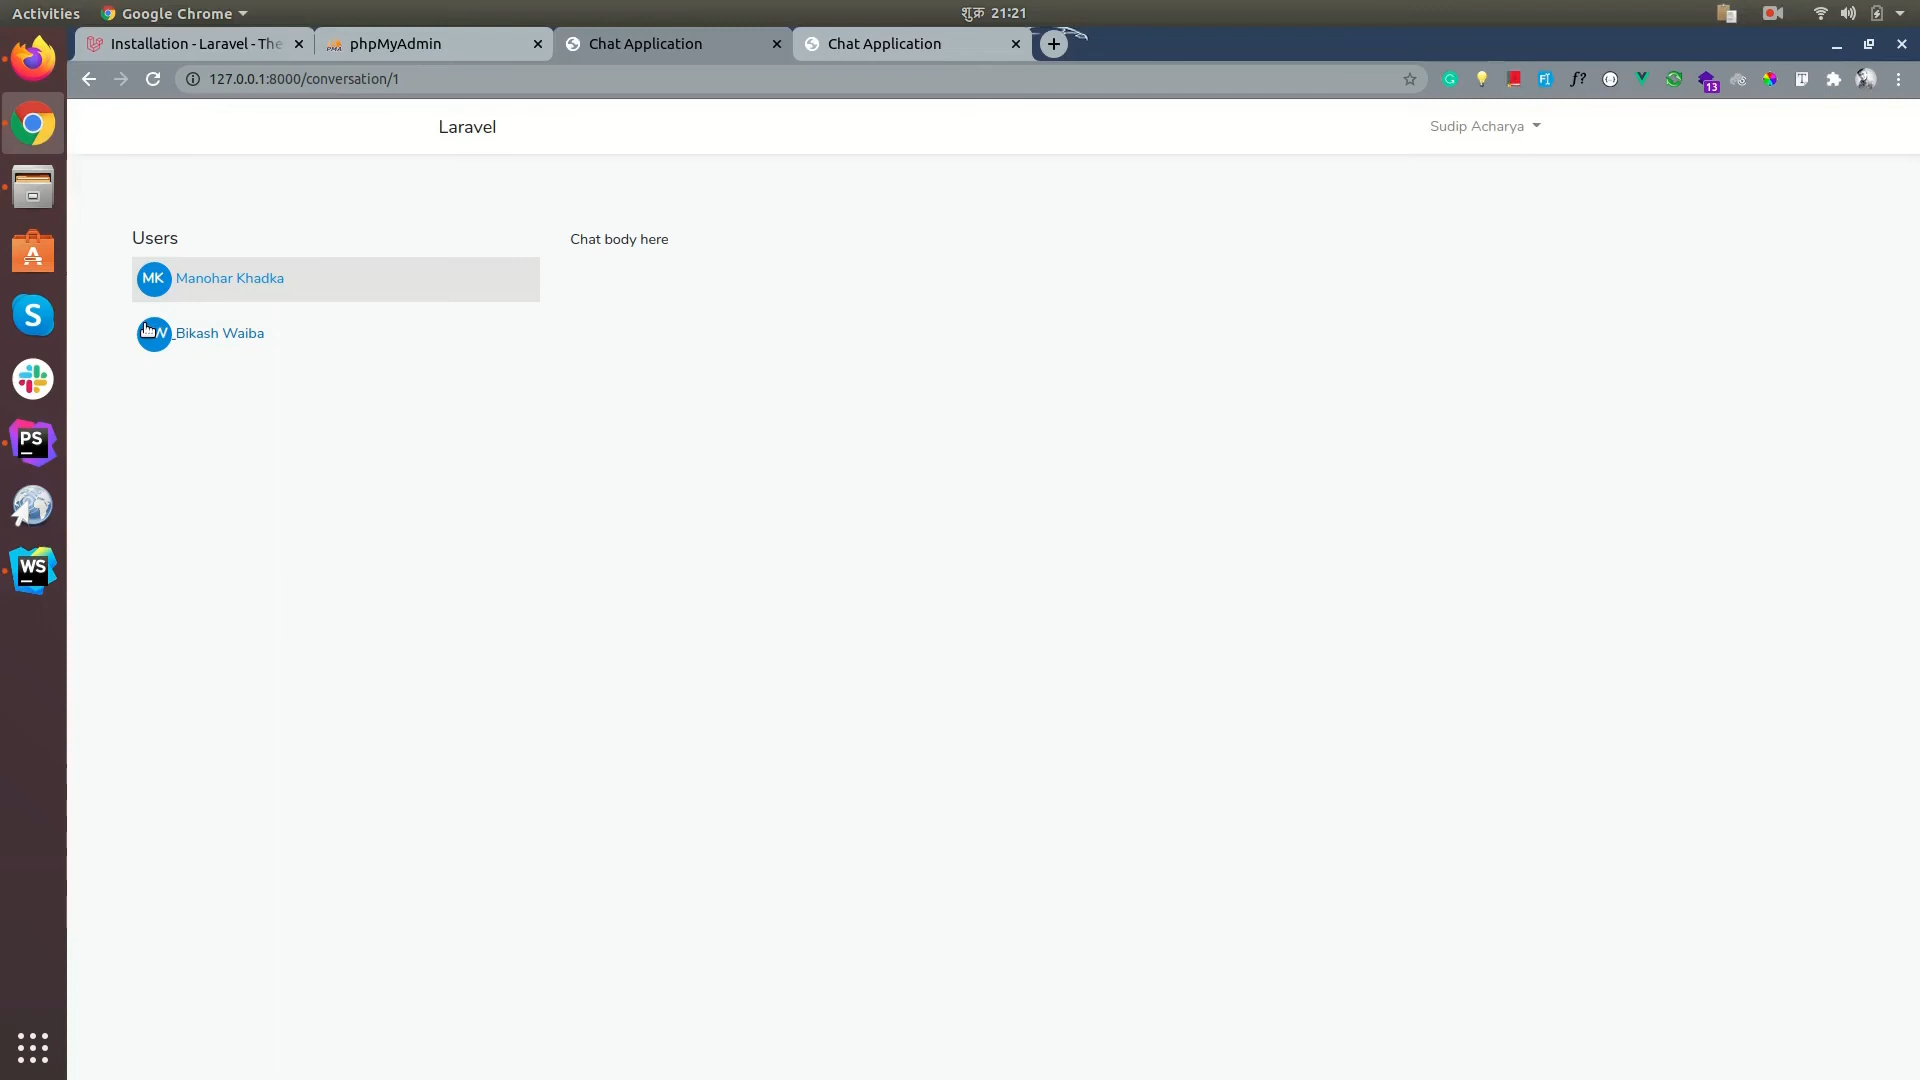 Activities Google Chrome शुक्र 21:21
Installation - Laravel - The phpMyAdmin Chat Application Chat Application
127.0.0.1:8000/conversation/1
13
Laravel Sudip Acharya
Users
Chat body here
MK Manohar Khadka
Bikash Waiba
PS
WS